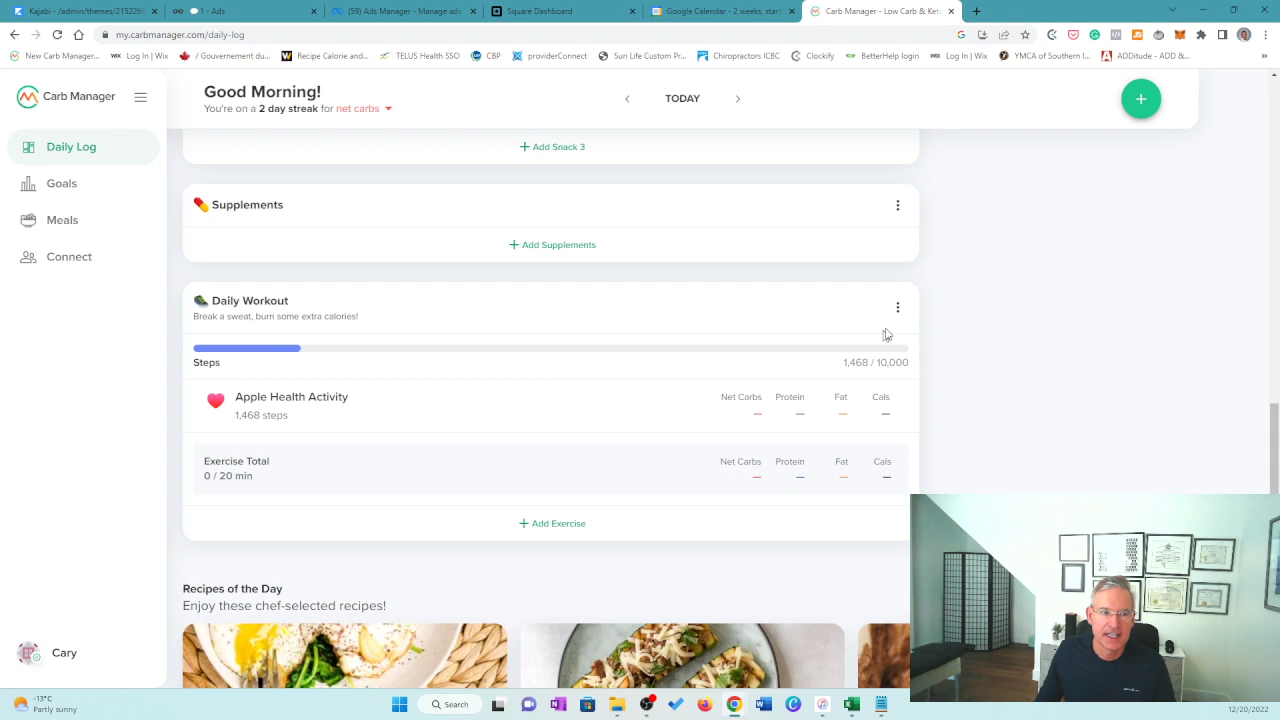 Kajabi - admin/themes/2152266
1 - Ads
(59) Ads Manager - Manage ads
Square Dashboard
Google Calendar - 2 weeks, start
Carb Manager - Low Carb & Ket
my.carbmanager.com/daily-log
New Carb Manager...
Log In | Wix
/ Gouvernement du...
Recipe Calorie and...
TELUS Health SSO
CBP
providerConnect
Sun Life Custom Pr...
Chiropractors ICBC
Clockify
BetterHelp login
Log In | Wix
YMCA of Southern I...
ADDitude - ADD &...
Carb Manager
Good Morning!
You're on a 2 day streak for net carbs
TODAY
Daily Log
Goals
Meals
Connect
Cary
Add Snack 3
Supplements
Add Supplements
Daily Workout
Break a sweat, burn some extra calories!
Steps
1,468 / 10,000
Apple Health Activity
1,468 steps
Net Carbs Protein Fat Cals
Exercise Total
0 / 20 min
Net Carbs Protein Fat Cals
Add Exercise
Recipes of the Day
Enjoy these chef-selected recipes!
-13°C
Partly sunny
Search
12/20/2022